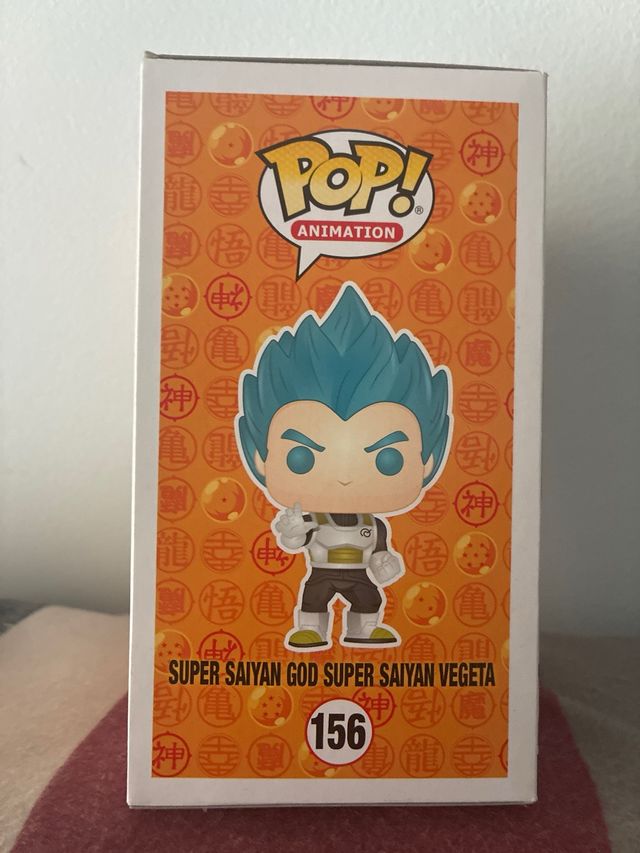 POP!®
ANIMATION
SUPER SAIYAN GOD SUPER SAIYAN VEGETA
156